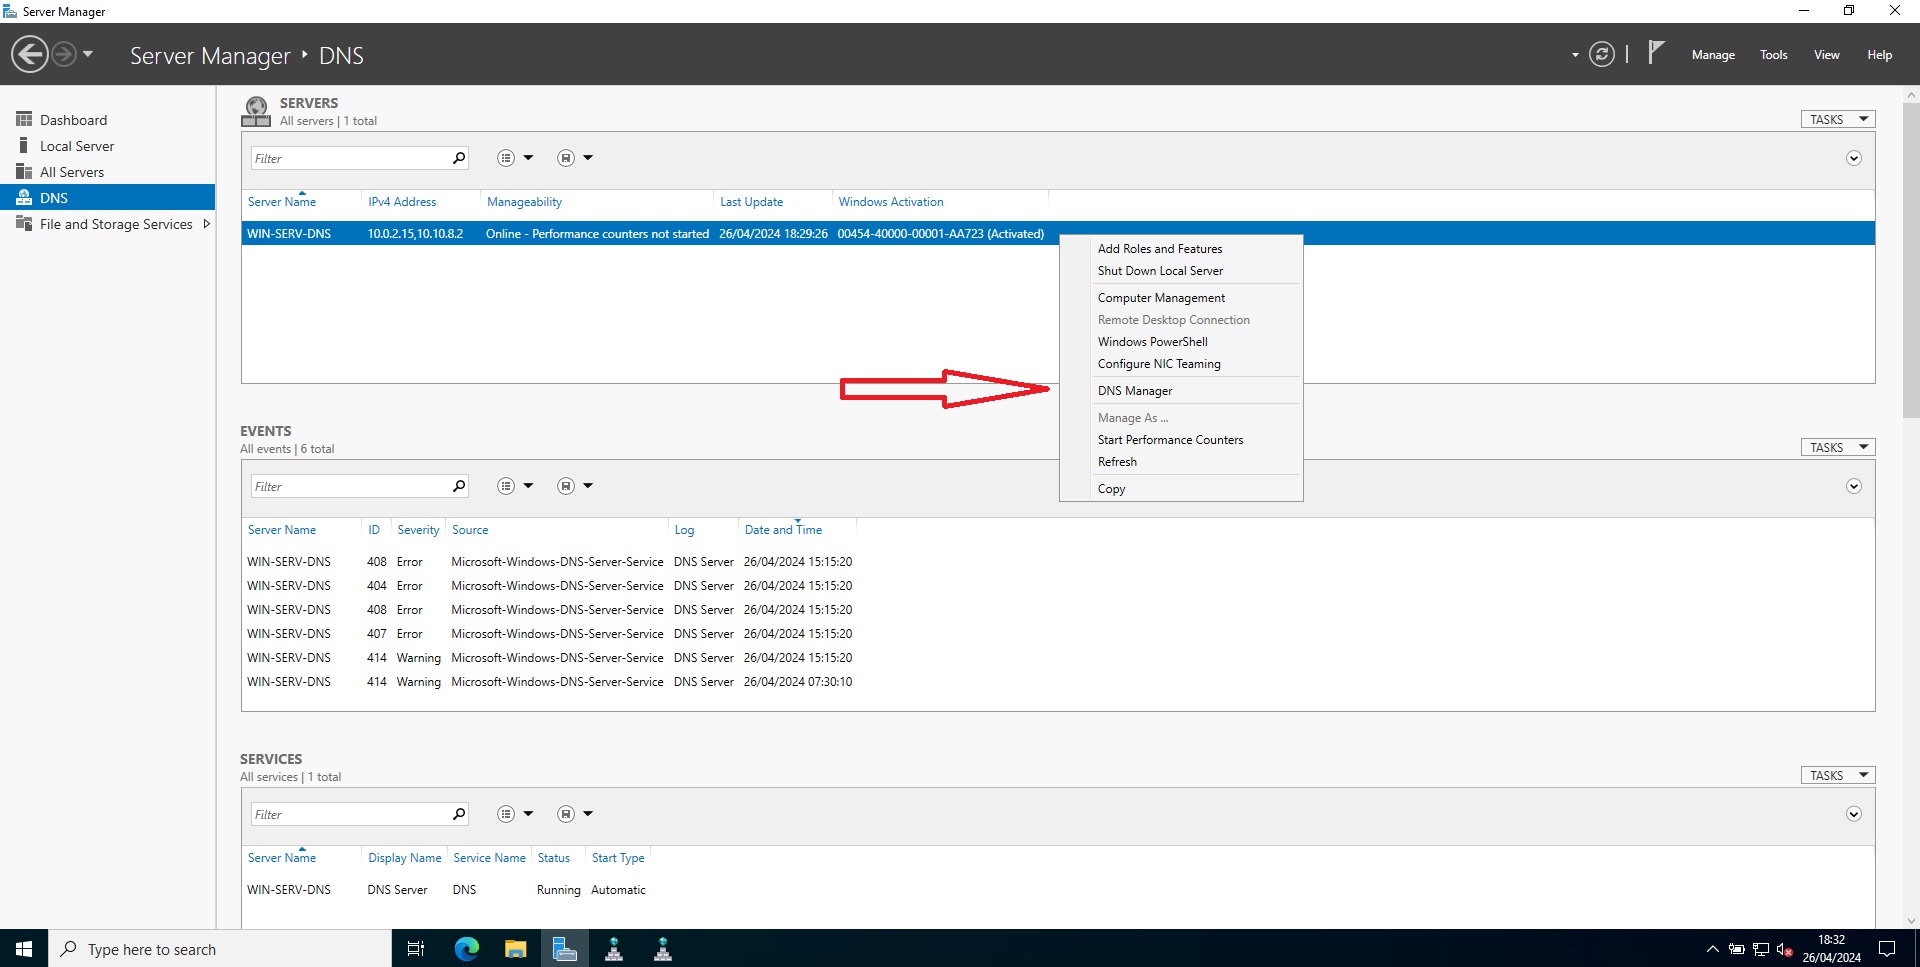 Server Manager
Server Manager ‣ DNS
Manage Tools View Help
Dashboard
Local Server
All Servers
DNS
File and Storage Services
SERVERS
All servers | 1 total
TASKS
Filter
Server Name IPv4 Address Manageability Last Update Windows Activation
WIN-SERV-DNS 10.0.2.15,10.10.8.2 Online - Performance counters not started 26/04/2024 18:29:26 00454-40000-00001-AA723 (Activated)
Add Roles and Features
Shut Down Local Server
Computer Management
Remote Desktop Connection
Windows PowerShell
Configure NIC Teaming
DNS Manager
Manage As ...
Start Performance Counters
Refresh
Copy
EVENTS
All events | 6 total
TASKS
Filter
Server Name ID Severity Source Log Date and Time
WIN-SERV-DNS 408 Error Microsoft-Windows-DNS-Server-Service DNS Server 26/04/2024 15:15:20
WIN-SERV-DNS 404 Error Microsoft-Windows-DNS-Server-Service DNS Server 26/04/2024 15:15:20
WIN-SERV-DNS 408 Error Microsoft-Windows-DNS-Server-Service DNS Server 26/04/2024 15:15:20
WIN-SERV-DNS 407 Error Microsoft-Windows-DNS-Server-Service DNS Server 26/04/2024 15:15:20
WIN-SERV-DNS 414 Warning Microsoft-Windows-DNS-Server-Service DNS Server 26/04/2024 15:15:20
WIN-SERV-DNS 414 Warning Microsoft-Windows-DNS-Server-Service DNS Server 26/04/2024 07:30:10
SERVICES
All services | 1 total
TASKS
Filter
Server Name Display Name Service Name Status Start Type
WIN-SERV-DNS DNS Server DNS Running Automatic
Type here to search
18:32
26/04/2024